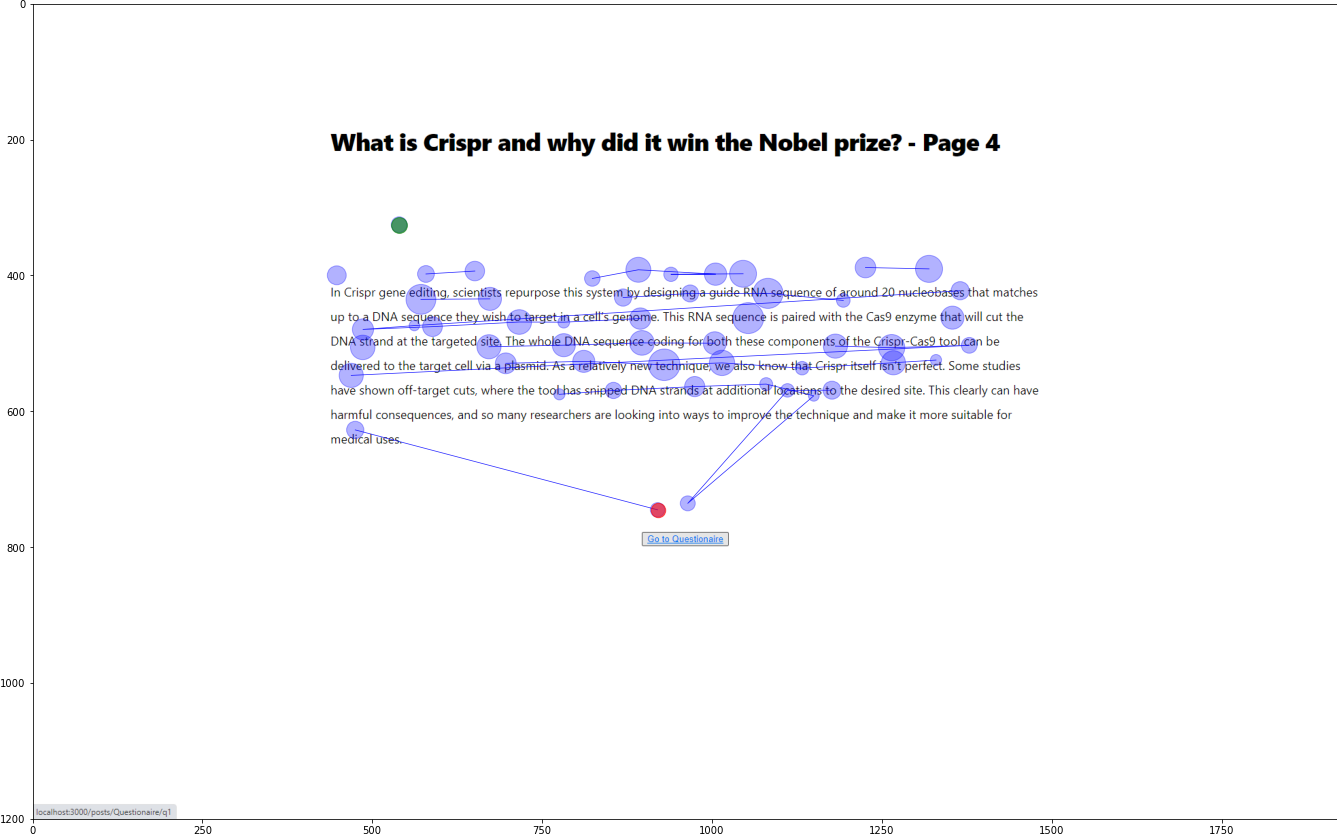 0
200
400
600
800
1000
1200
What is Crispr and why did it win the Nobel prize? - Page 4
In Crispr gene editing, scientists repurpose this system by designing a guide RNA sequence of around 20 nucleobases that matches
up to a DNA sequence they wish to target in a cell's genome. This RNA sequence is paired with the Cas9 enzyme that will cut the
DNA strand at the targeted site. The whole DNA sequence coding for both these components of the Crispr-Cas9 tool can be
delivered to the target cell via a plasmid. As a relatively new technique, we also know that Crispr itself isn't perfect. Some studies
have shown off-target cuts, where the tool has snipped DNA strands at additional locations to the desired site. This clearly can have
harmful consequences, and so many researchers are looking into ways to improve the technique and make it more suitable for
medical uses.
Go to Questionaire
localhost:3000/posts/Questionaire/q1
0 250 500 750 1000 1250 1500 1750